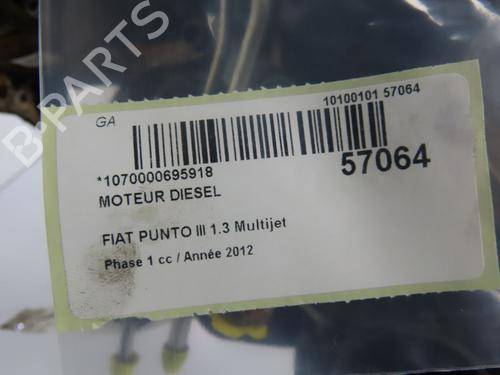 B-PARTS
GA
10100101 57064
*1070000695918
57064
MOTEUR DIESEL
FIAT PUNTO III 1.3 Multijet
Phase 1 cc / Année 2012